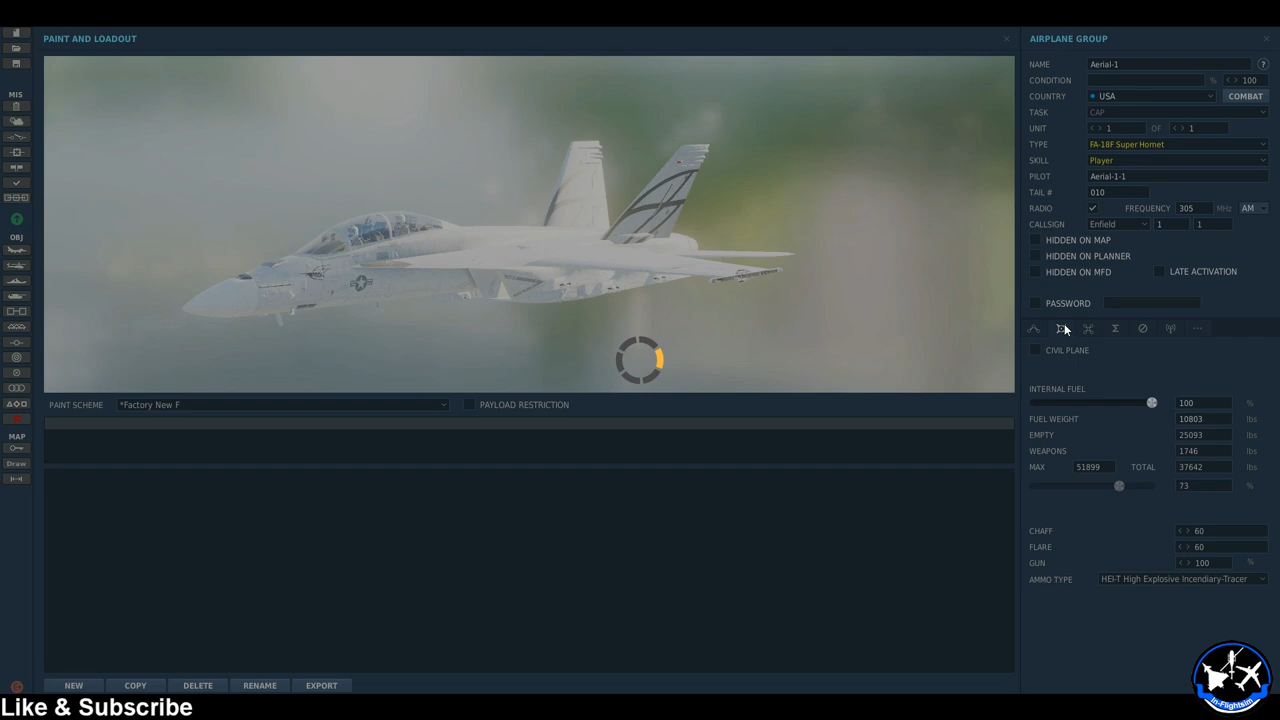 PAINT AND LOADOUT
AIRPLANE GROUP
NAME Aerial-1 ?
CONDITION % < > 100
COUNTRY USA COMBAT
TASK CAP
UNIT < > 1 OF < > 1
TYPE FA-18F Super Hornet
SKILL Player
PILOT Aerial-1-1
TAIL # 010
RADIO FREQUENCY 305 MHz AM
CALLSIGN Enfield 1 1
HIDDEN ON MAP
HIDDEN ON PLANNER
HIDDEN ON MFD LATE ACTIVATION
PASSWORD
CIVIL PLANE
INTERNAL FUEL
100 %
FUEL WEIGHT 10803 lbs
EMPTY 25093 lbs
WEAPONS 1746 lbs
MAX 51899 TOTAL 37642 lbs
73 %
CHAFF < > 60
FLARE < > 60
GUN < > 100 %
AMMO TYPE HEI-T High Explosive Incendiary-Tracer
MIS
OBJ
MAP
Draw
PAINT SCHEME *Factory New F PAYLOAD RESTRICTION
NEW COPY DELETE RENAME EXPORT
Like & Subscribe
In-Flightsim